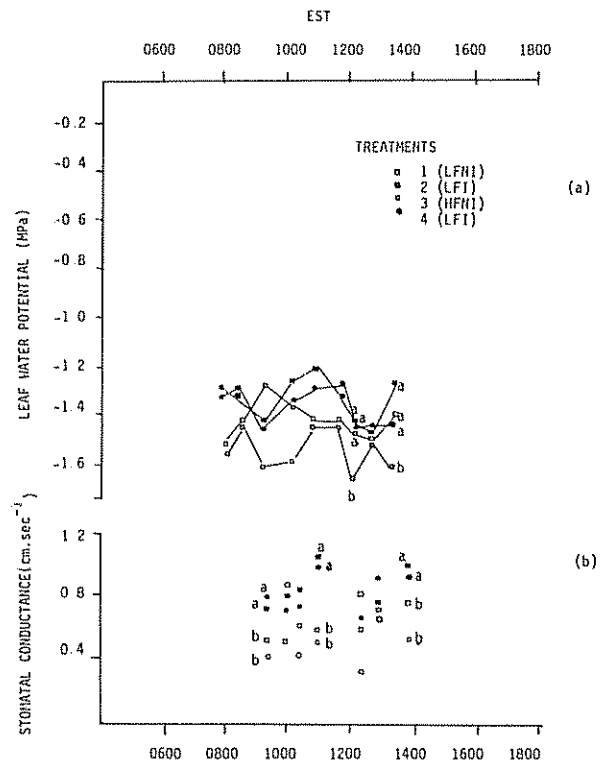 EST
0600 0800 1000 1200 1400 1600 1800
-0.2
-0 4
-0.6
-0.8
-1 0
-1.2
-1.4
-1.6
LEAF WATER POTENTIAL (MPa)
TREATMENTS
1 (LFNI)
2 (LFI)
3 (HFNI)
4 (LFI)
(a)
a
a
a
a
a
a
b
b
1 2
0.8
0.4
STOMATAL CONDUCTANCE(cm.sec⁻¹)
(b)
a
a
b
b
a
a
b
b
a
a
b
b
0600 0800 1000 1200 1400 1600 1800